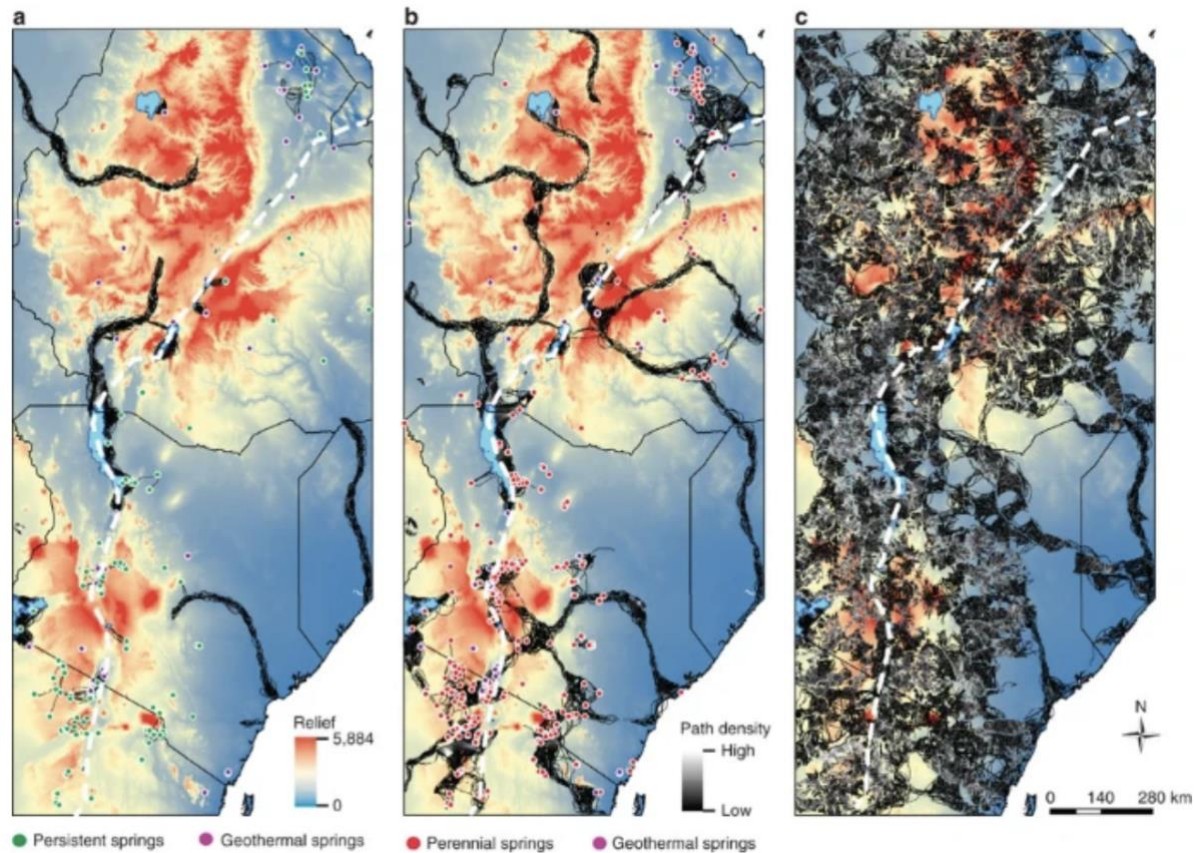 a
b
c
Relief
5,884
0
Path density
High
Low
N
0 140 280 km
Persistent springs
Geothermal springs
Perennial springs
Geothermal springs